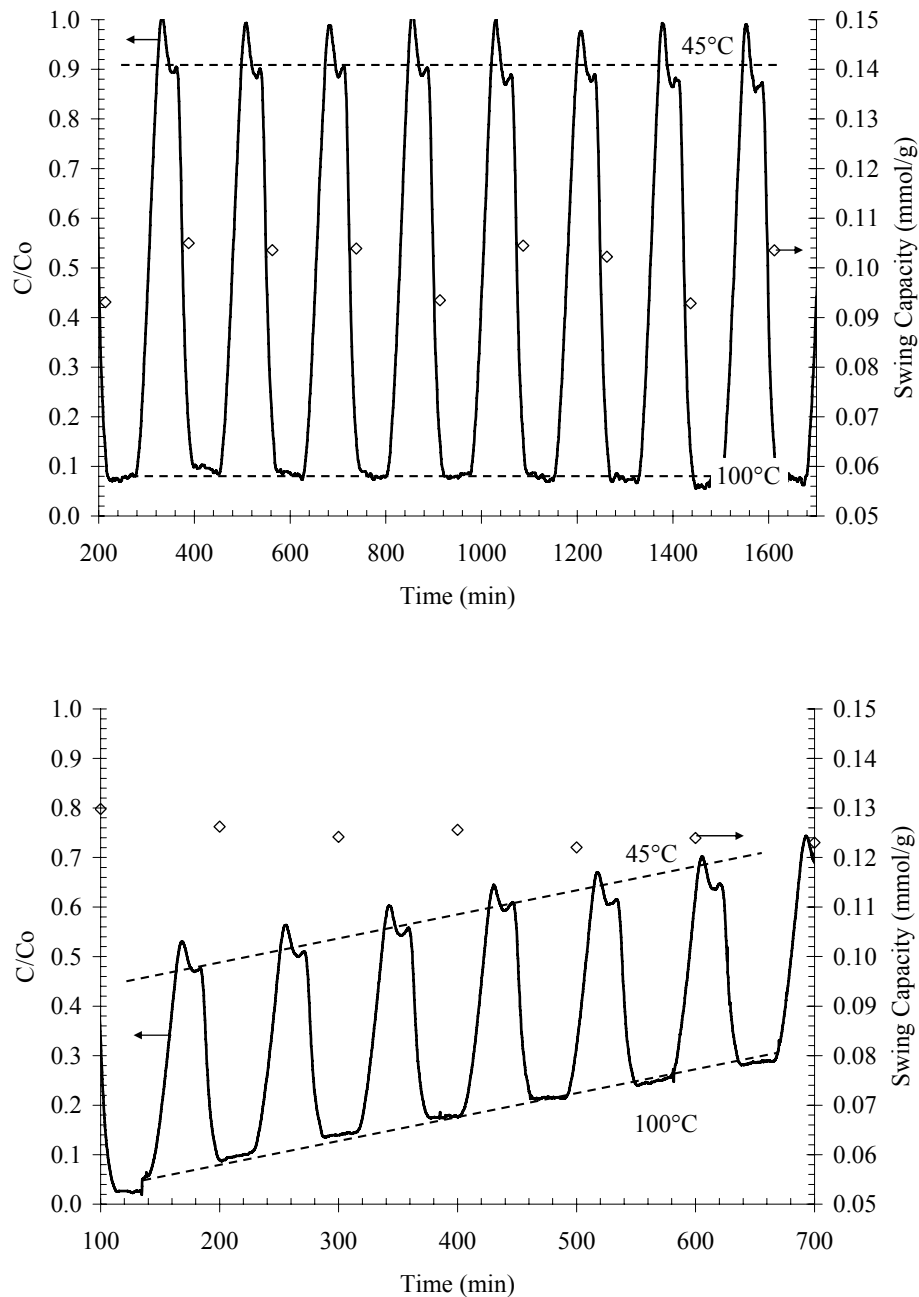 1.0 0.15
0.9 45°C 0.14
0.8 0.13
0.7 0.12
0.6 0.11
0.5 0.10
0.4 0.09
0.3 0.08
0.2 0.07
0.1 100°C 0.06
0.0 0.05
C/Co
Swing Capacity (mmol/g)
200 400 600 800 1000 1200 1400 1600
Time (min)
1.0 0.15
0.9 0.14
0.8 0.13
0.7 45°C 0.12
0.6 0.11
0.5 0.10
0.4 0.09
0.3 0.08
0.2 100°C 0.07
0.1 0.06
0.0 0.05
C/Co
Swing Capacity (mmol/g)
100 200 300 400 500 600 700
Time (min)